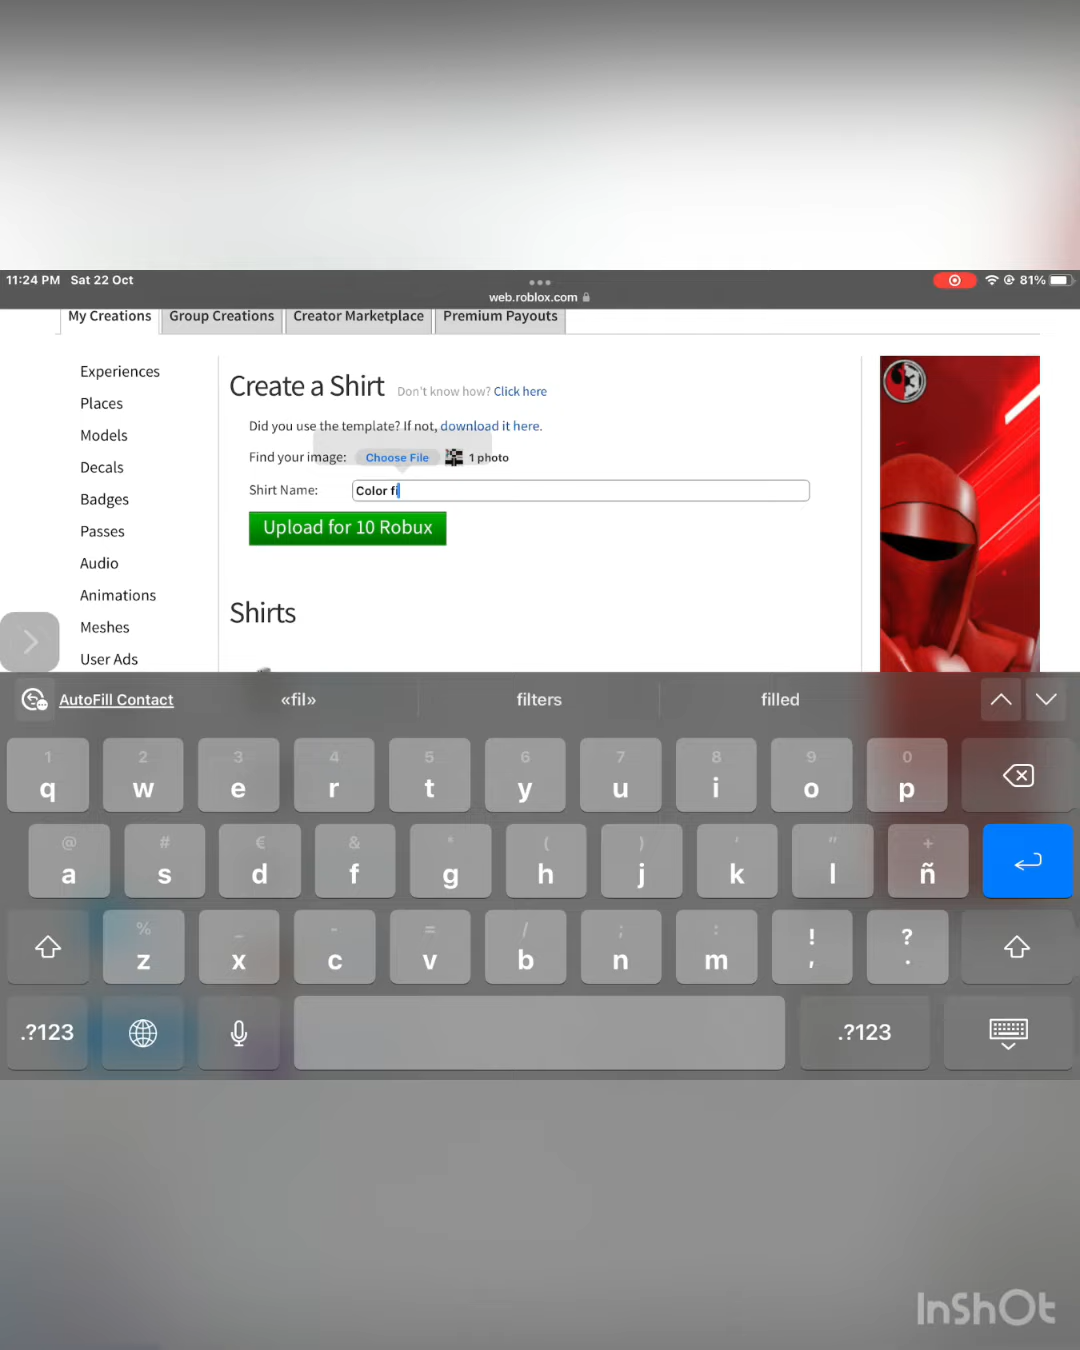 11:24 PM Sat 22 Oct
81%
web.roblox.com
My Creations Group Creations Creator Marketplace Premium Payouts
Experiences
Places
Models
Decals
Badges
Passes
Audio
Animations
Meshes
User Ads
Create a Shirt Don't know how? Click here
Did you use the template? If not, download it here.
Find your image: Choose File 1 photo
Shirt Name: Color fi
Upload for 10 Robux
Shirts
AutoFill Contact «fil» filters filled
1 2 3 4 5 6 7 8 9 0
q w e r t y u i o p
@ # € & * ( ) ' " +
a s d f g h j k l ñ
% _ - = / ; : ! ?
z x c v b n m , .
.?123 .?123
InShOt